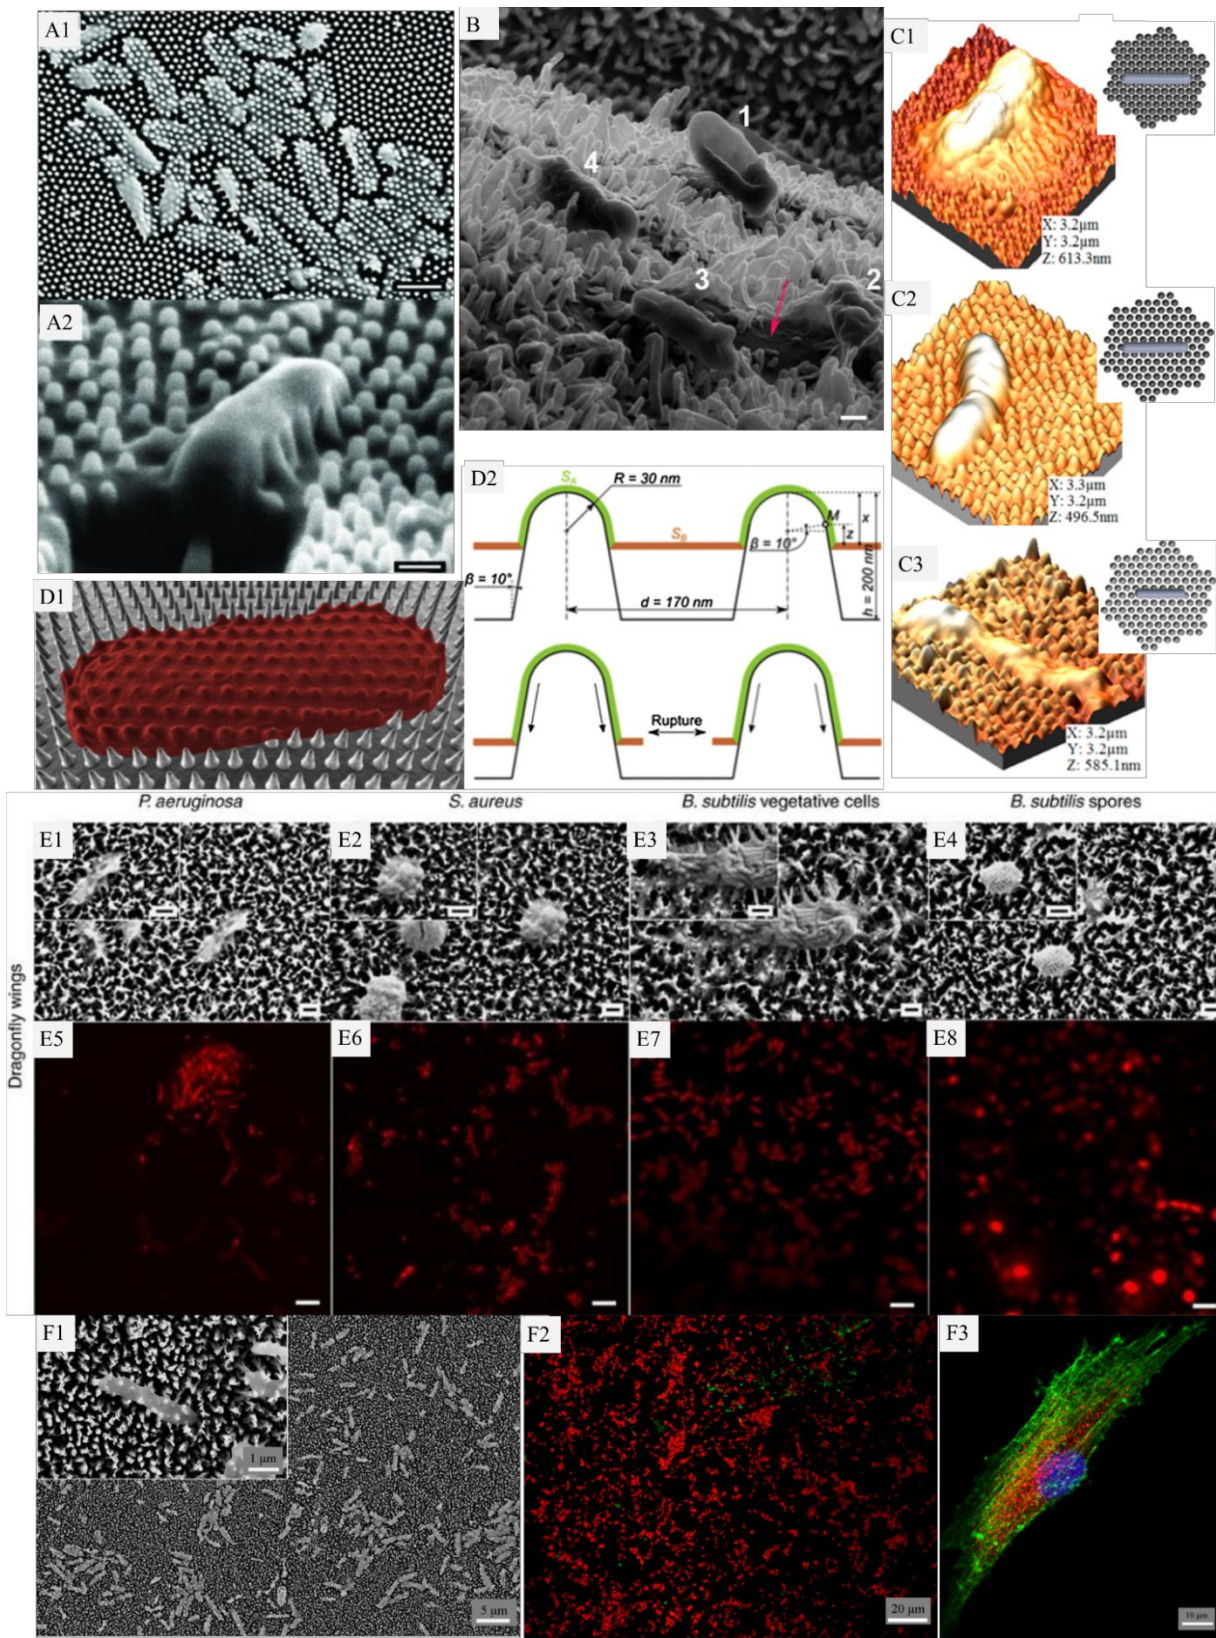 A1
B
1
4
3
2
C1
X: 3.2µm
Y: 3.2µm
Z: 613.3nm
A2
C2
X: 3.3µm
Y: 3.2µm
Z: 496.5nm
D1
D2
S_A
R = 30 nm
S_B
M
x
z
β = 10°
β = 10°
h = 200 nm
d = 170 nm
Rupture
C3
X: 3.2µm
Y: 3.2µm
Z: 585.1nm
P. aeruginosa
S. aureus
B. subtilis vegetative cells
B. subtilis spores
Dragonfly wings
E1
E2
E3
E4
E5
E6
E7
E8
F1
1 µm
5 µm
F2
20 µm
F3
10 µm